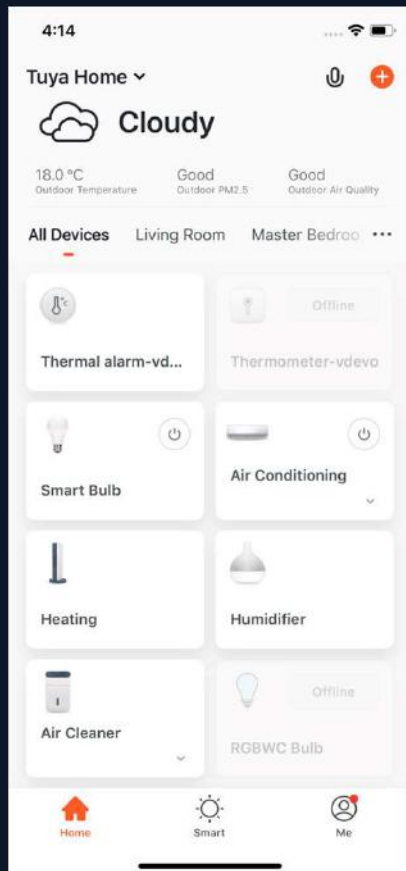 4:14
Tuya Home
Cloudy
18.0 °C Good Good
Outdoor Temperature Outdoor PM2.5 Outdoor Air Quality
All Devices Living Room Master Bedroo ...
Offline
Thermal alarm-vd... Thermometer-vdevo
Smart Bulb Air Conditioning
Heating Humidifier
Offline
Air Cleaner RGBWC Bulb
Home Smart Me